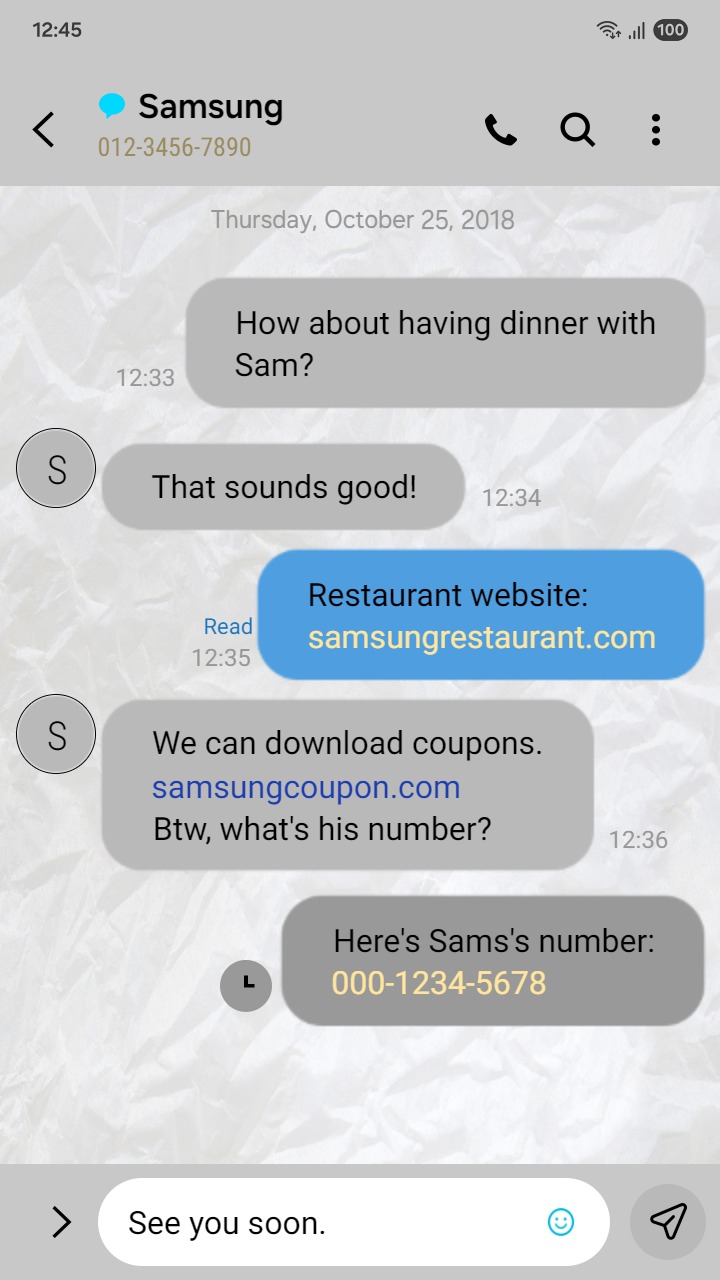 12:45
100
Samsung
012-3456-7890
Thursday, October 25, 2018
How about having dinner with
Sam?
12:33
S
That sounds good!
12:34
Restaurant website:
samsungrestaurant.com
Read
12:35
S
We can download coupons.
samsungcoupon.com
Btw, what's his number?
12:36
Here's Sams's number:
000-1234-5678
See you soon.